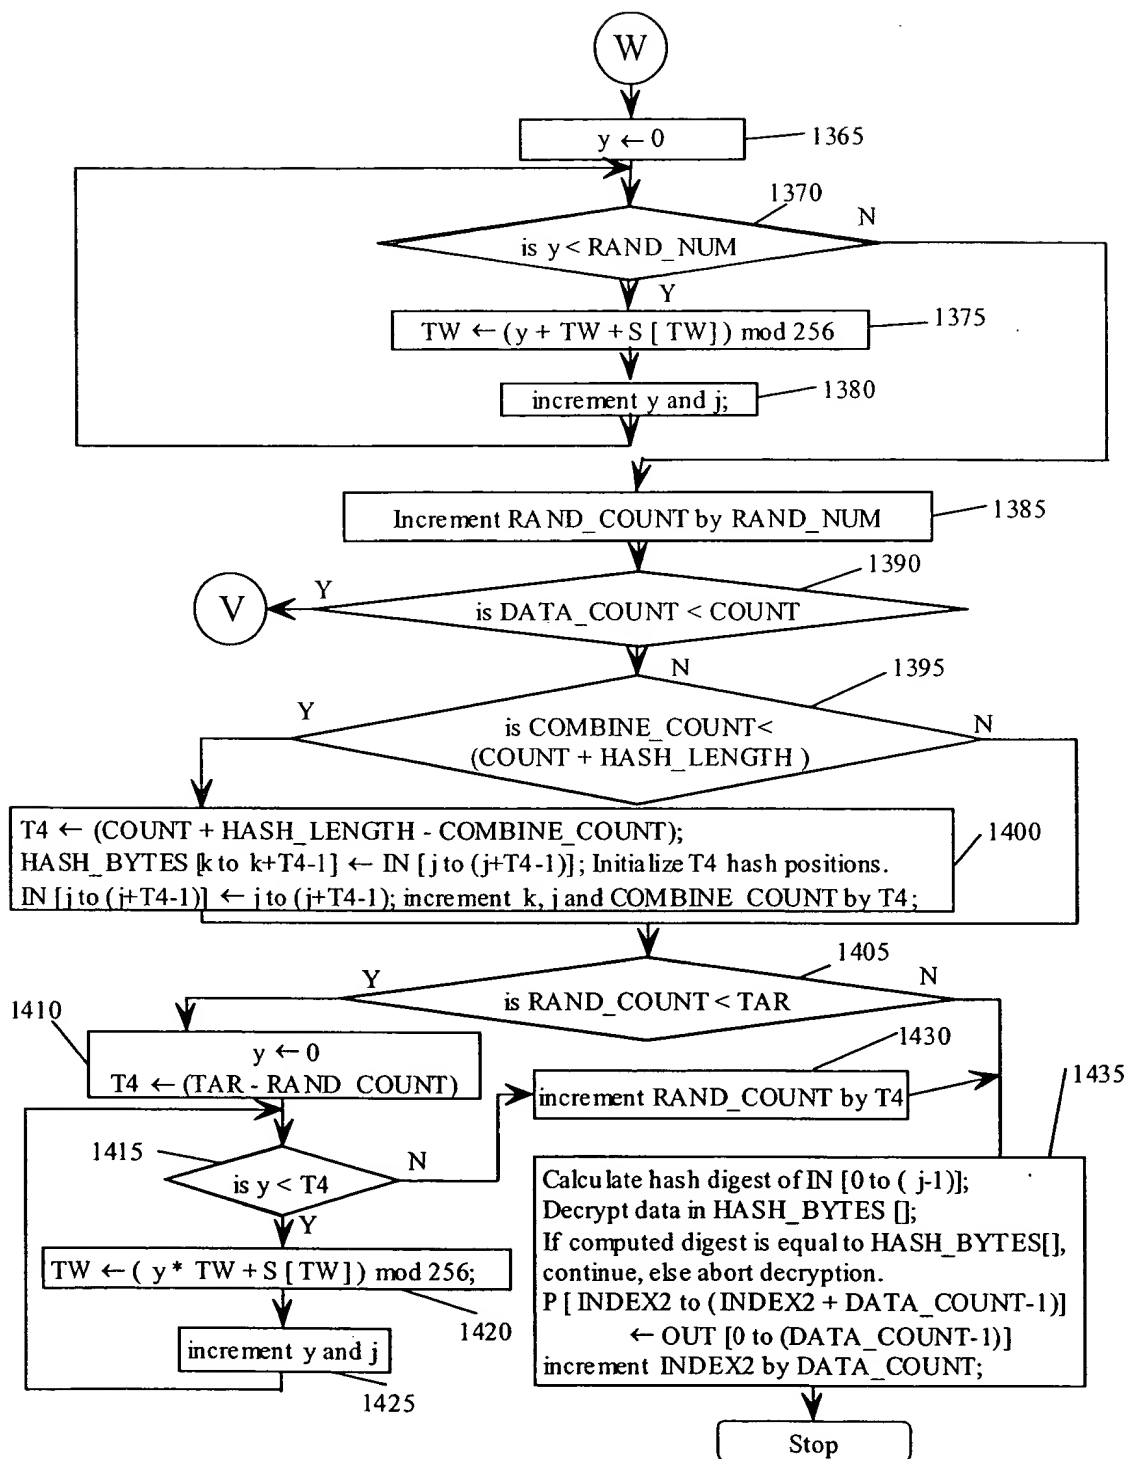 W
y ← 0
1365
1370
N
is y < RAND_NUM
Y
TW ← (y + TW + S [ TW] ) mod 256
1375
increment y and j;
1380
Increment RAND_COUNT by RAND_NUM
1385
1390
Y
V
is DATA_COUNT < COUNT
N
1395
Y
is COMBINE_COUNT<
(COUNT + HASH_LENGTH )
N
T4 ← (COUNT + HASH_LENGTH - COMBINE_COUNT);
HASH_BYTES [k to k+T4-1] ← IN [j to (j+T4-1)]; Initialize T4 hash positions.
IN [j to (j+T4-1)] ← j to (j+T4-1); increment k, j and COMBINE_COUNT by T4;
1400
1405
Y
N
is RAND_COUNT < TAR
1410
y ← 0
T4 ← (TAR - RAND_COUNT)
1430
increment RAND_COUNT by T4
1435
1415
is y < T4
N
Y
TW ← ( y * TW + S [ TW] ) mod 256;
1420
increment y and j
1425
Calculate hash digest of IN [0 to ( j-1)];
Decrypt data in HASH_BYTES [];
If computed digest is equal to HASH_BYTES[],
continue, else abort decryption.
P [ INDEX2 to (INDEX2 + DATA_COUNT-1)]
← OUT [0 to (DATA_COUNT-1)]
increment INDEX2 by DATA_COUNT;
Stop